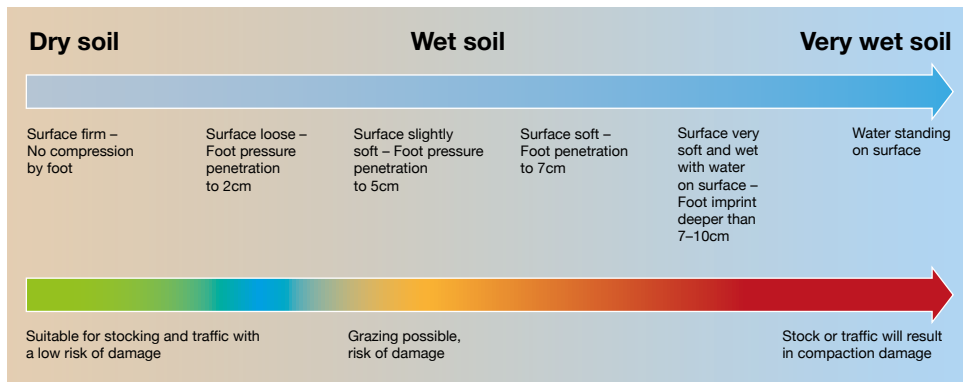 Dry soil
Wet soil
Very wet soil
Surface firm –
No compression
by foot
Surface loose –
Foot pressure
penetration
to 2cm
Surface slightly
soft – Foot pressure
penetration
to 5cm
Surface soft –
Foot penetration
to 7cm
Surface very
soft and wet
with water
on surface –
Foot imprint
deeper than
7–10cm
Water standing
on surface
Suitable for stocking and traffic with
a low risk of damage
Grazing possible,
risk of damage
Stock or traffic will result
in compaction damage